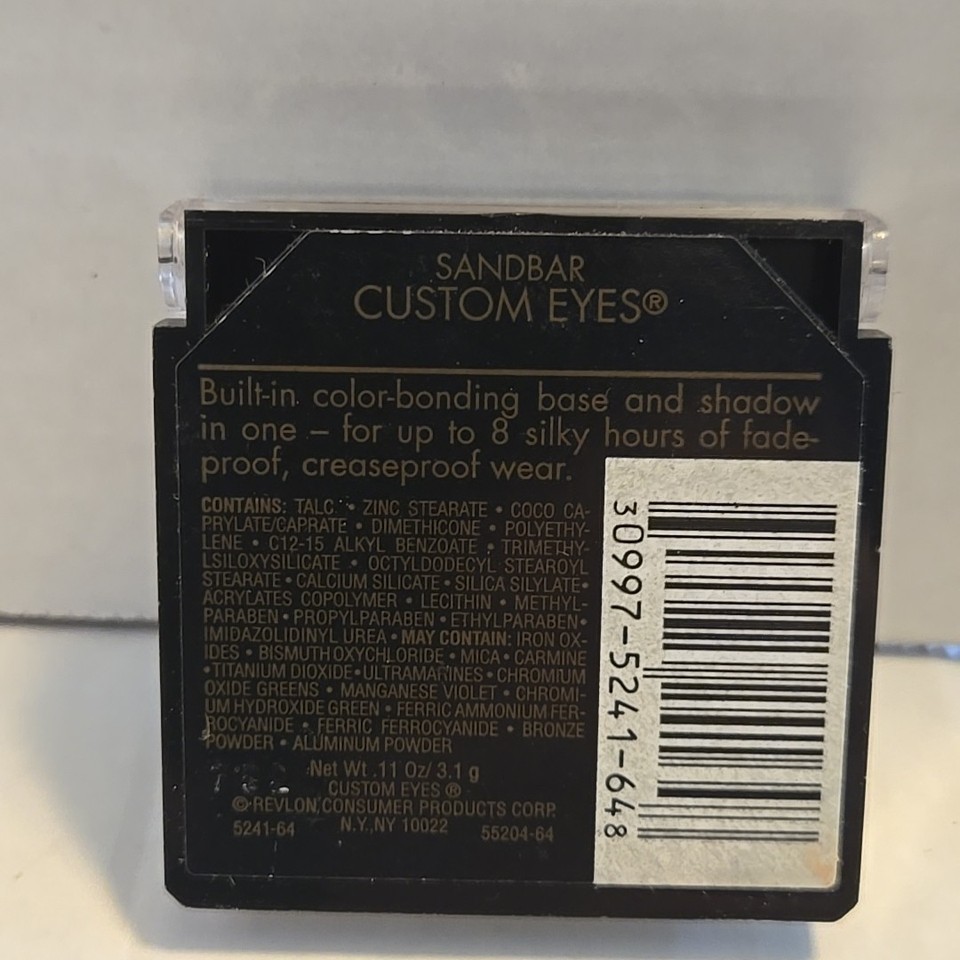 SANDBAR
CUSTOM EYES®
Built-in color-bonding base and shadow
in one – for up to 8 silky hours of fade-
proof, creaseproof wear.
CONTAINS: TALC • ZINC STEARATE • COCO CA-
PRYLATE/CAPRATE • DIMETHICONE • POLYETHY-
LENE • C12-15 ALKYL BENZOATE • TRIMETHY-
LSILOXYSILICATE • OCTYLDODECYL STEAROYL
STEARATE • CALCIUM SILICATE • SILICA SILYLATE •
ACRYLATES COPOLYMER • LECITHIN • METHYL-
PARABEN • PROPYLPARABEN • ETHYLPARABEN •
IMIDAZOLIDINYL UREA • MAY CONTAIN: IRON OX-
IDES • BISMUTH OXYCHLORIDE • MICA • CARMINE
• TITANIUM DIOXIDE • ULTRAMARINES • CHROMIUM
OXIDE GREENS • MANGANESE VIOLET • CHROMI-
UM HYDROXIDE GREEN • FERRIC AMMONIUM FER-
ROCYANIDE • FERRIC FERROCYANIDE • BRONZE
POWDER • ALUMINUM POWDER
Net Wt .11 Oz/ 3.1 g
CUSTOM EYES ®
© REVLON CONSUMER PRODUCTS CORP.
N.Y., NY 10022
5241-64
55204-64
30997-5241-648